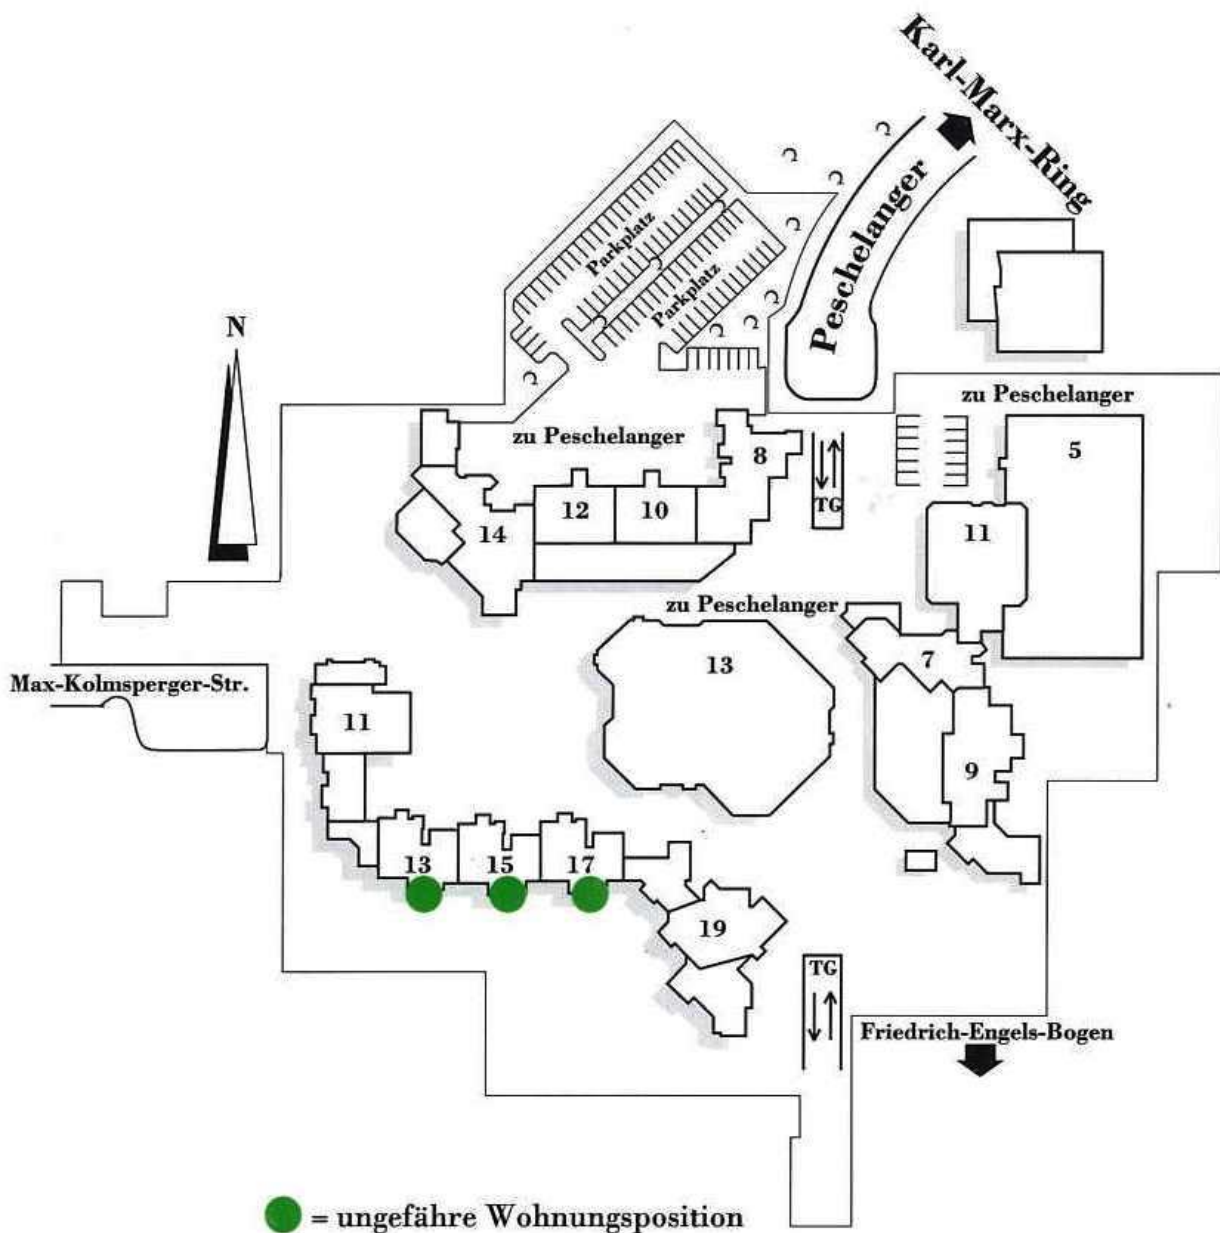 Karl-Marx-Ring
Peschelanger
Parkplatz
Parkplatz
N
zu Peschelanger
zu Peschelanger
8
5
TG
12
10
14
11
zu Peschelanger
13
7
Max-Kolmsperger-Str.
11
9
13
15
17
19
TG
Friedrich-Engels-Bogen
= ungefähre Wohnungsposition